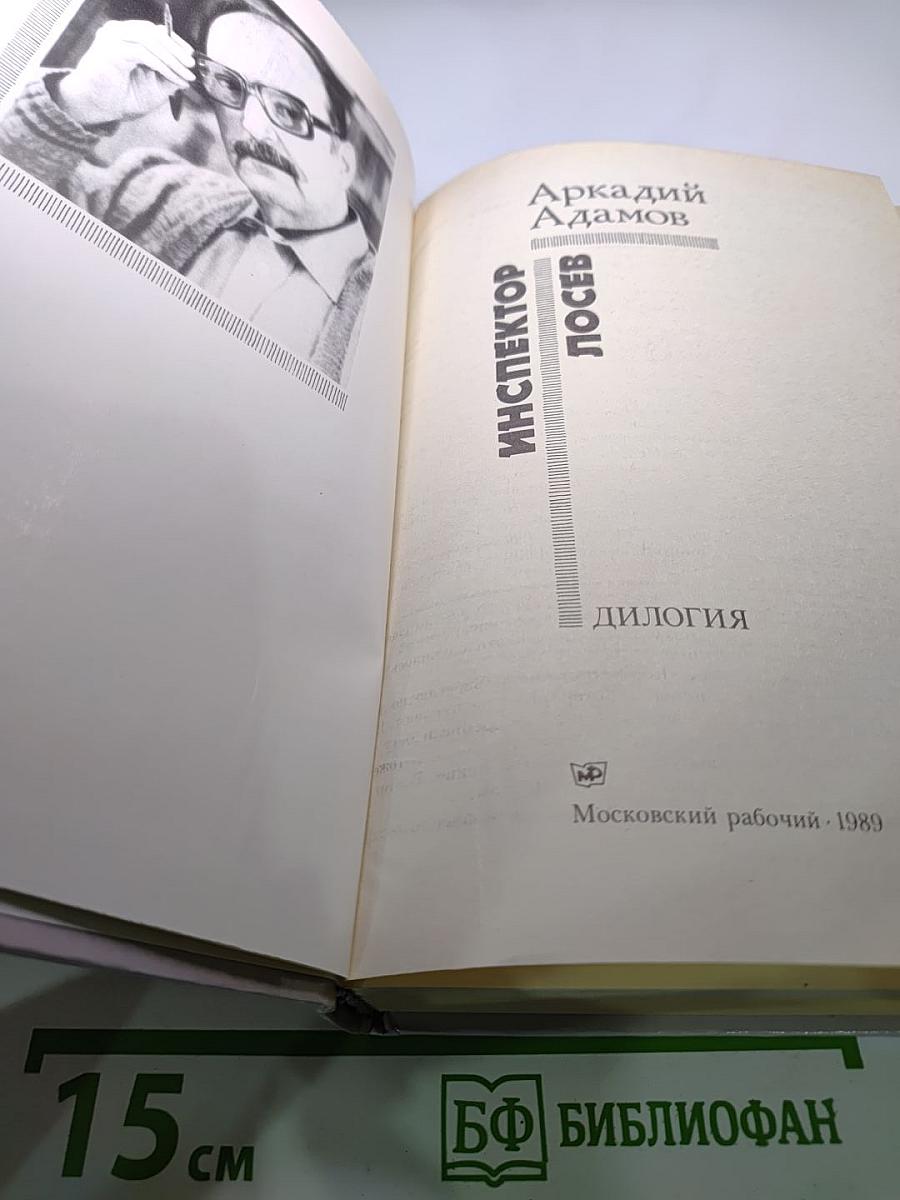 Аркадий
Адамов
ИНСПЕКТОР
ЛОСЕВ
ДИЛОГИЯ
МР
Московский рабочий · 1989
15 см
БФ БИБЛИОФАН